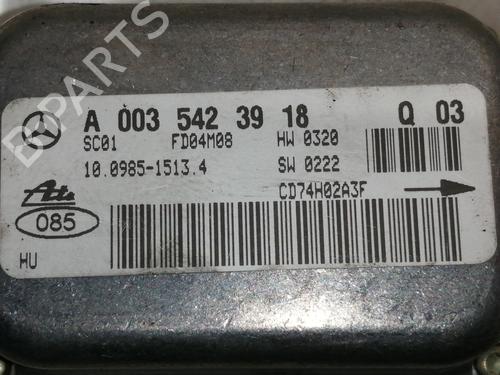 A 003 542 39 18 Q 03
SC01 FD04M08 HW 0320
10.0985-1513.4 SW 0222
CD74H02A3F
Ate
085
HU
B-PARTS